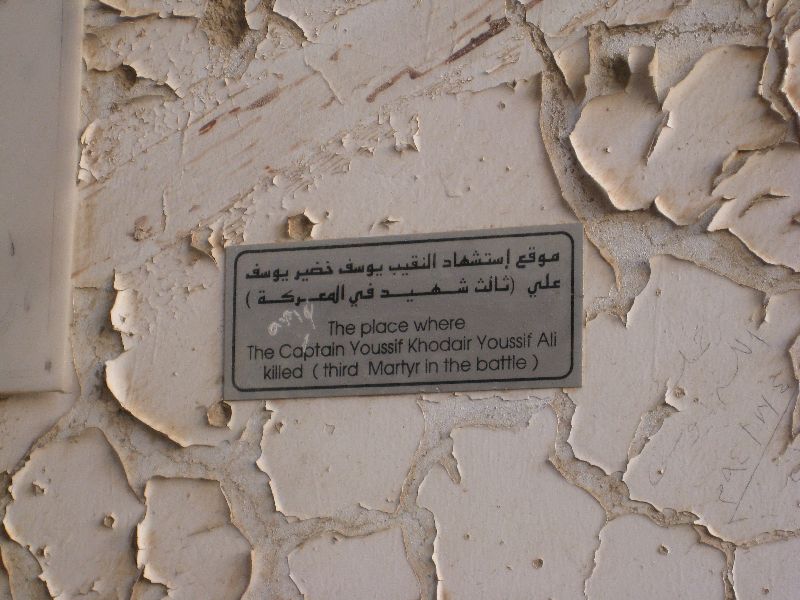 موقع إستشهاد النقيب يوسف خضير يوسف
علي (ثالث شهيد في المعركة)
The place where
The Captain Youssif Khodair Youssif Ali
killed ( third Martyr in the battle )